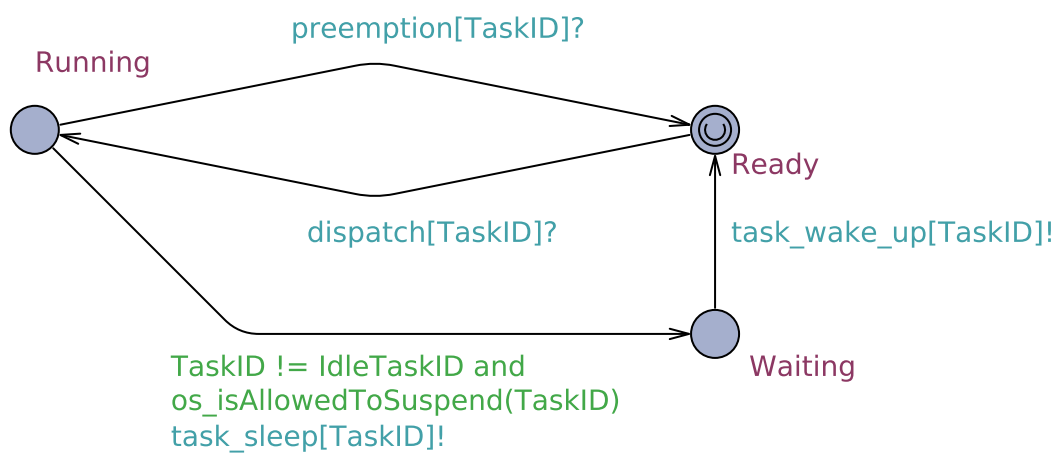 preemption[TaskID]?
Running
Ready
dispatch[TaskID]?
task_wake_up[TaskID]!
TaskID != IdleTaskID and
os_isAllowedToSuspend(TaskID)
task_sleep[TaskID]!
Waiting